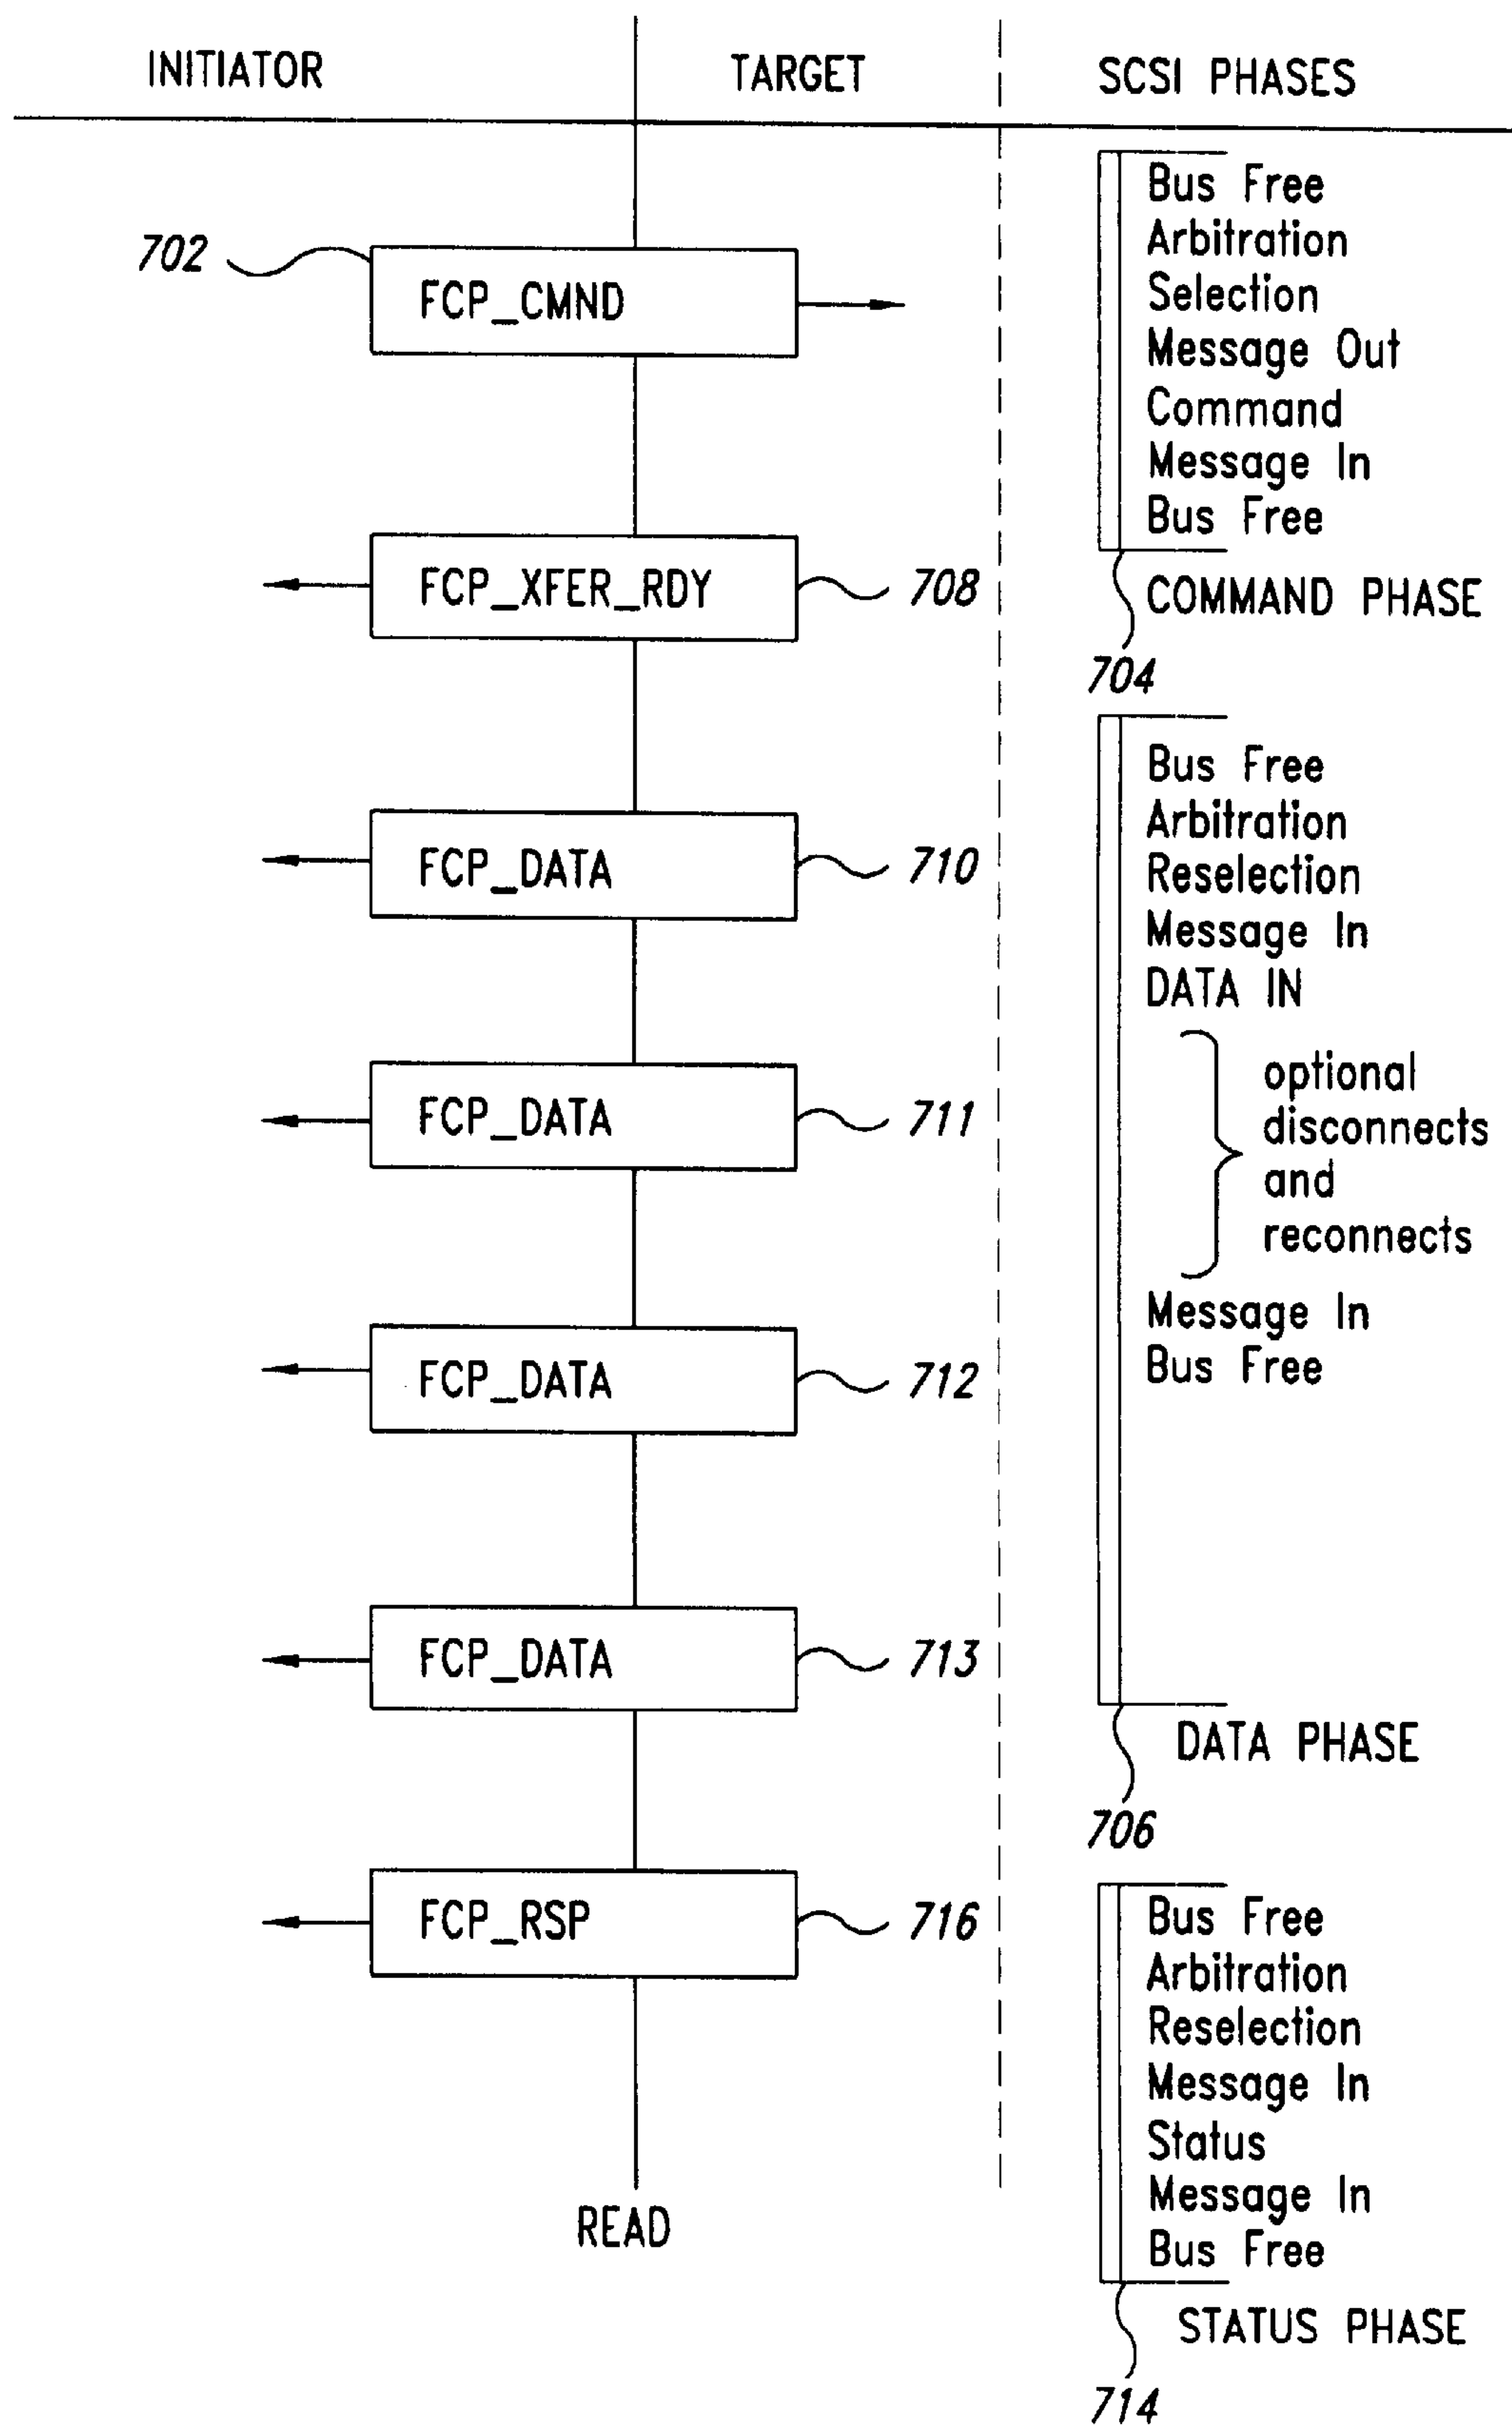 INITIATOR
TARGET
SCSI PHASES
702
FCP_CMND
FCP_XFER_RDY
708
FCP_DATA
710
FCP_DATA
711
FCP_DATA
712
FCP_DATA
713
FCP_RSP
716
READ
Bus Free
Arbitration
Selection
Message Out
Command
Message In
Bus Free
COMMAND PHASE
704
Bus Free
Arbitration
Reselection
Message In
DATA IN
optional
disconnects
and
reconnects
Message In
Bus Free
DATA PHASE
706
Bus Free
Arbitration
Reselection
Message In
Status
Message In
Bus Free
STATUS PHASE
714